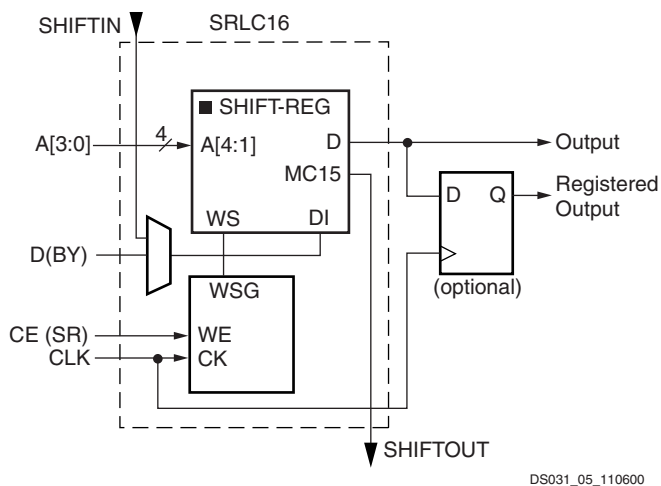 SHIFTIN
SRLC16
SHIFT-REG
A[3:0]
4
A[4:1]
D
Output
MC15
D
Q
Registered
Output
WS
DI
D(BY)
WSG
(optional)
CE (SR)
WE
CLK
CK
SHIFTOUT
DS031_05_110600